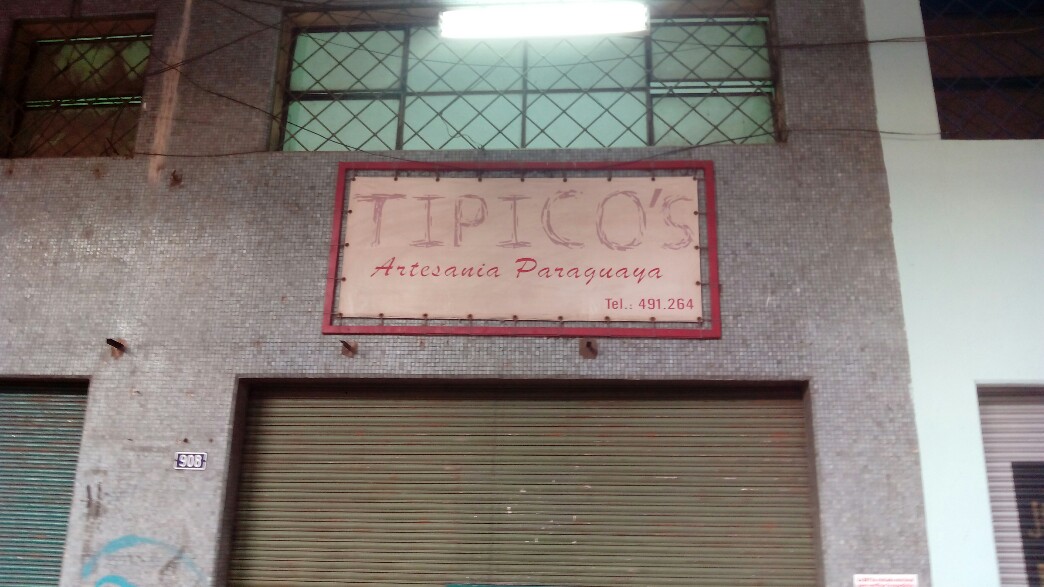 TIPICO'S
Artesania Paraguaya
Tel.: 491.264
908